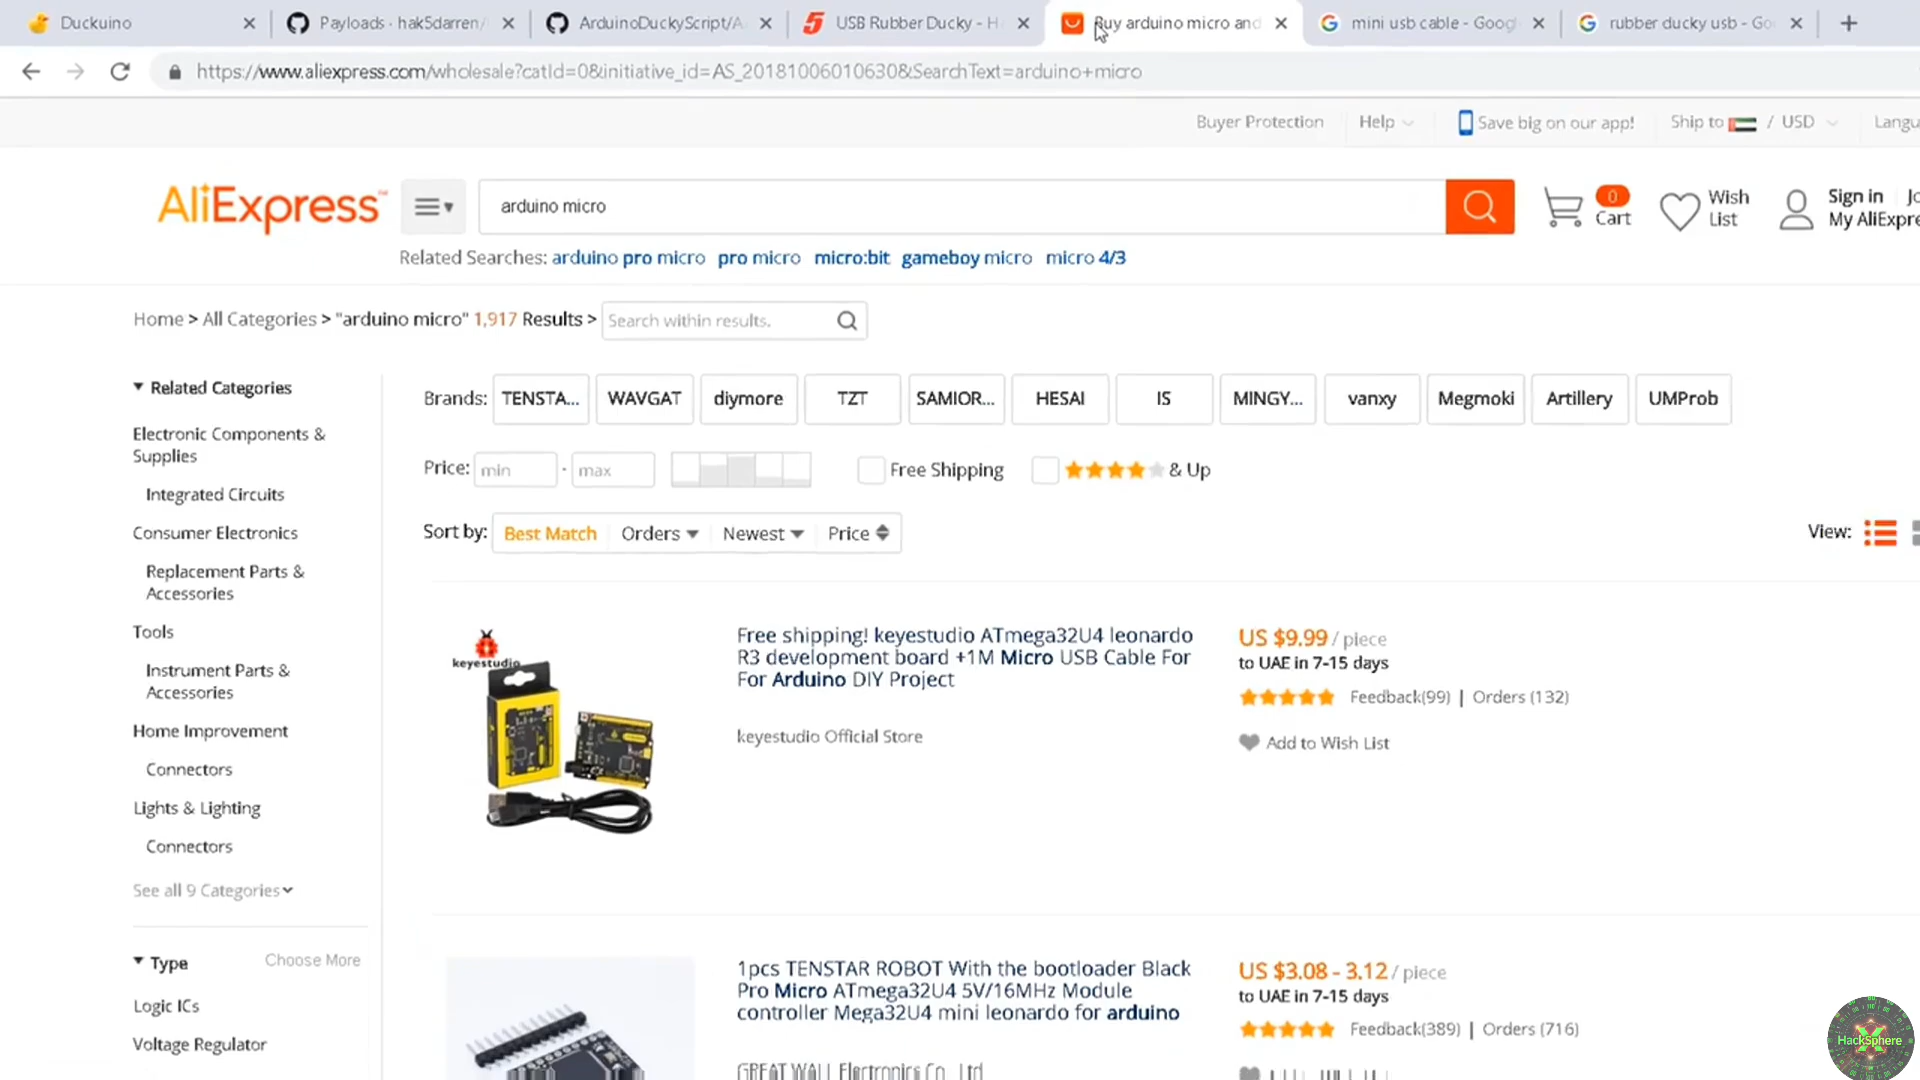 Duckuino
Payloads · hak5darren/
ArduinoDuckyScript/A
USB Rubber Ducky - H
Buy arduino micro and
mini usb cable - Goog
rubber ducky usb - Go
https://www.aliexpress.com/wholesale?catId=0&initiative_id=AS_20181006010630&SearchText=arduino+micro
Buyer Protection
Help
Save big on our app!
Ship to / USD
Langu
AliExpress™
arduino micro
0
Cart
Wish
List
Sign in Jo
My AliExpre
Related Searches: arduino pro micro pro micro micro:bit gameboy micro micro 4/3
Home > All Categories > "arduino micro" 1,917 Results >
Search within results.
Related Categories
Electronic Components &
Supplies
Integrated Circuits
Consumer Electronics
Replacement Parts &
Accessories
Tools
Instrument Parts &
Accessories
Home Improvement
Connectors
Lights & Lighting
Connectors
See all 9 Categories
Type
Choose More
Logic ICs
Voltage Regulator
Brands: TENSTA... WAVGAT diymore TZT SAMIOR... HESAI IS MINGY... vanxy Megmoki Artillery UMProb
Price: min - max
Free Shipping
& Up
Sort by: Best Match Orders Newest Price
View:
keyestudio
Free shipping! keyestudio ATmega32U4 leonardo
R3 development board +1M Micro USB Cable For
For Arduino DIY Project
keyestudio Official Store
US $9.99 / piece
to UAE in 7-15 days
Feedback(99) | Orders (132)
Add to Wish List
1pcs TENSTAR ROBOT With the bootloader Black
Pro Micro ATmega32U4 5V/16MHz Module
controller Mega32U4 mini leonardo for arduino
GREAT WALL Electronics Co., Ltd.
US $3.08 - 3.12 / piece
to UAE in 7-15 days
Feedback(389) | Orders (716)
HackSphere